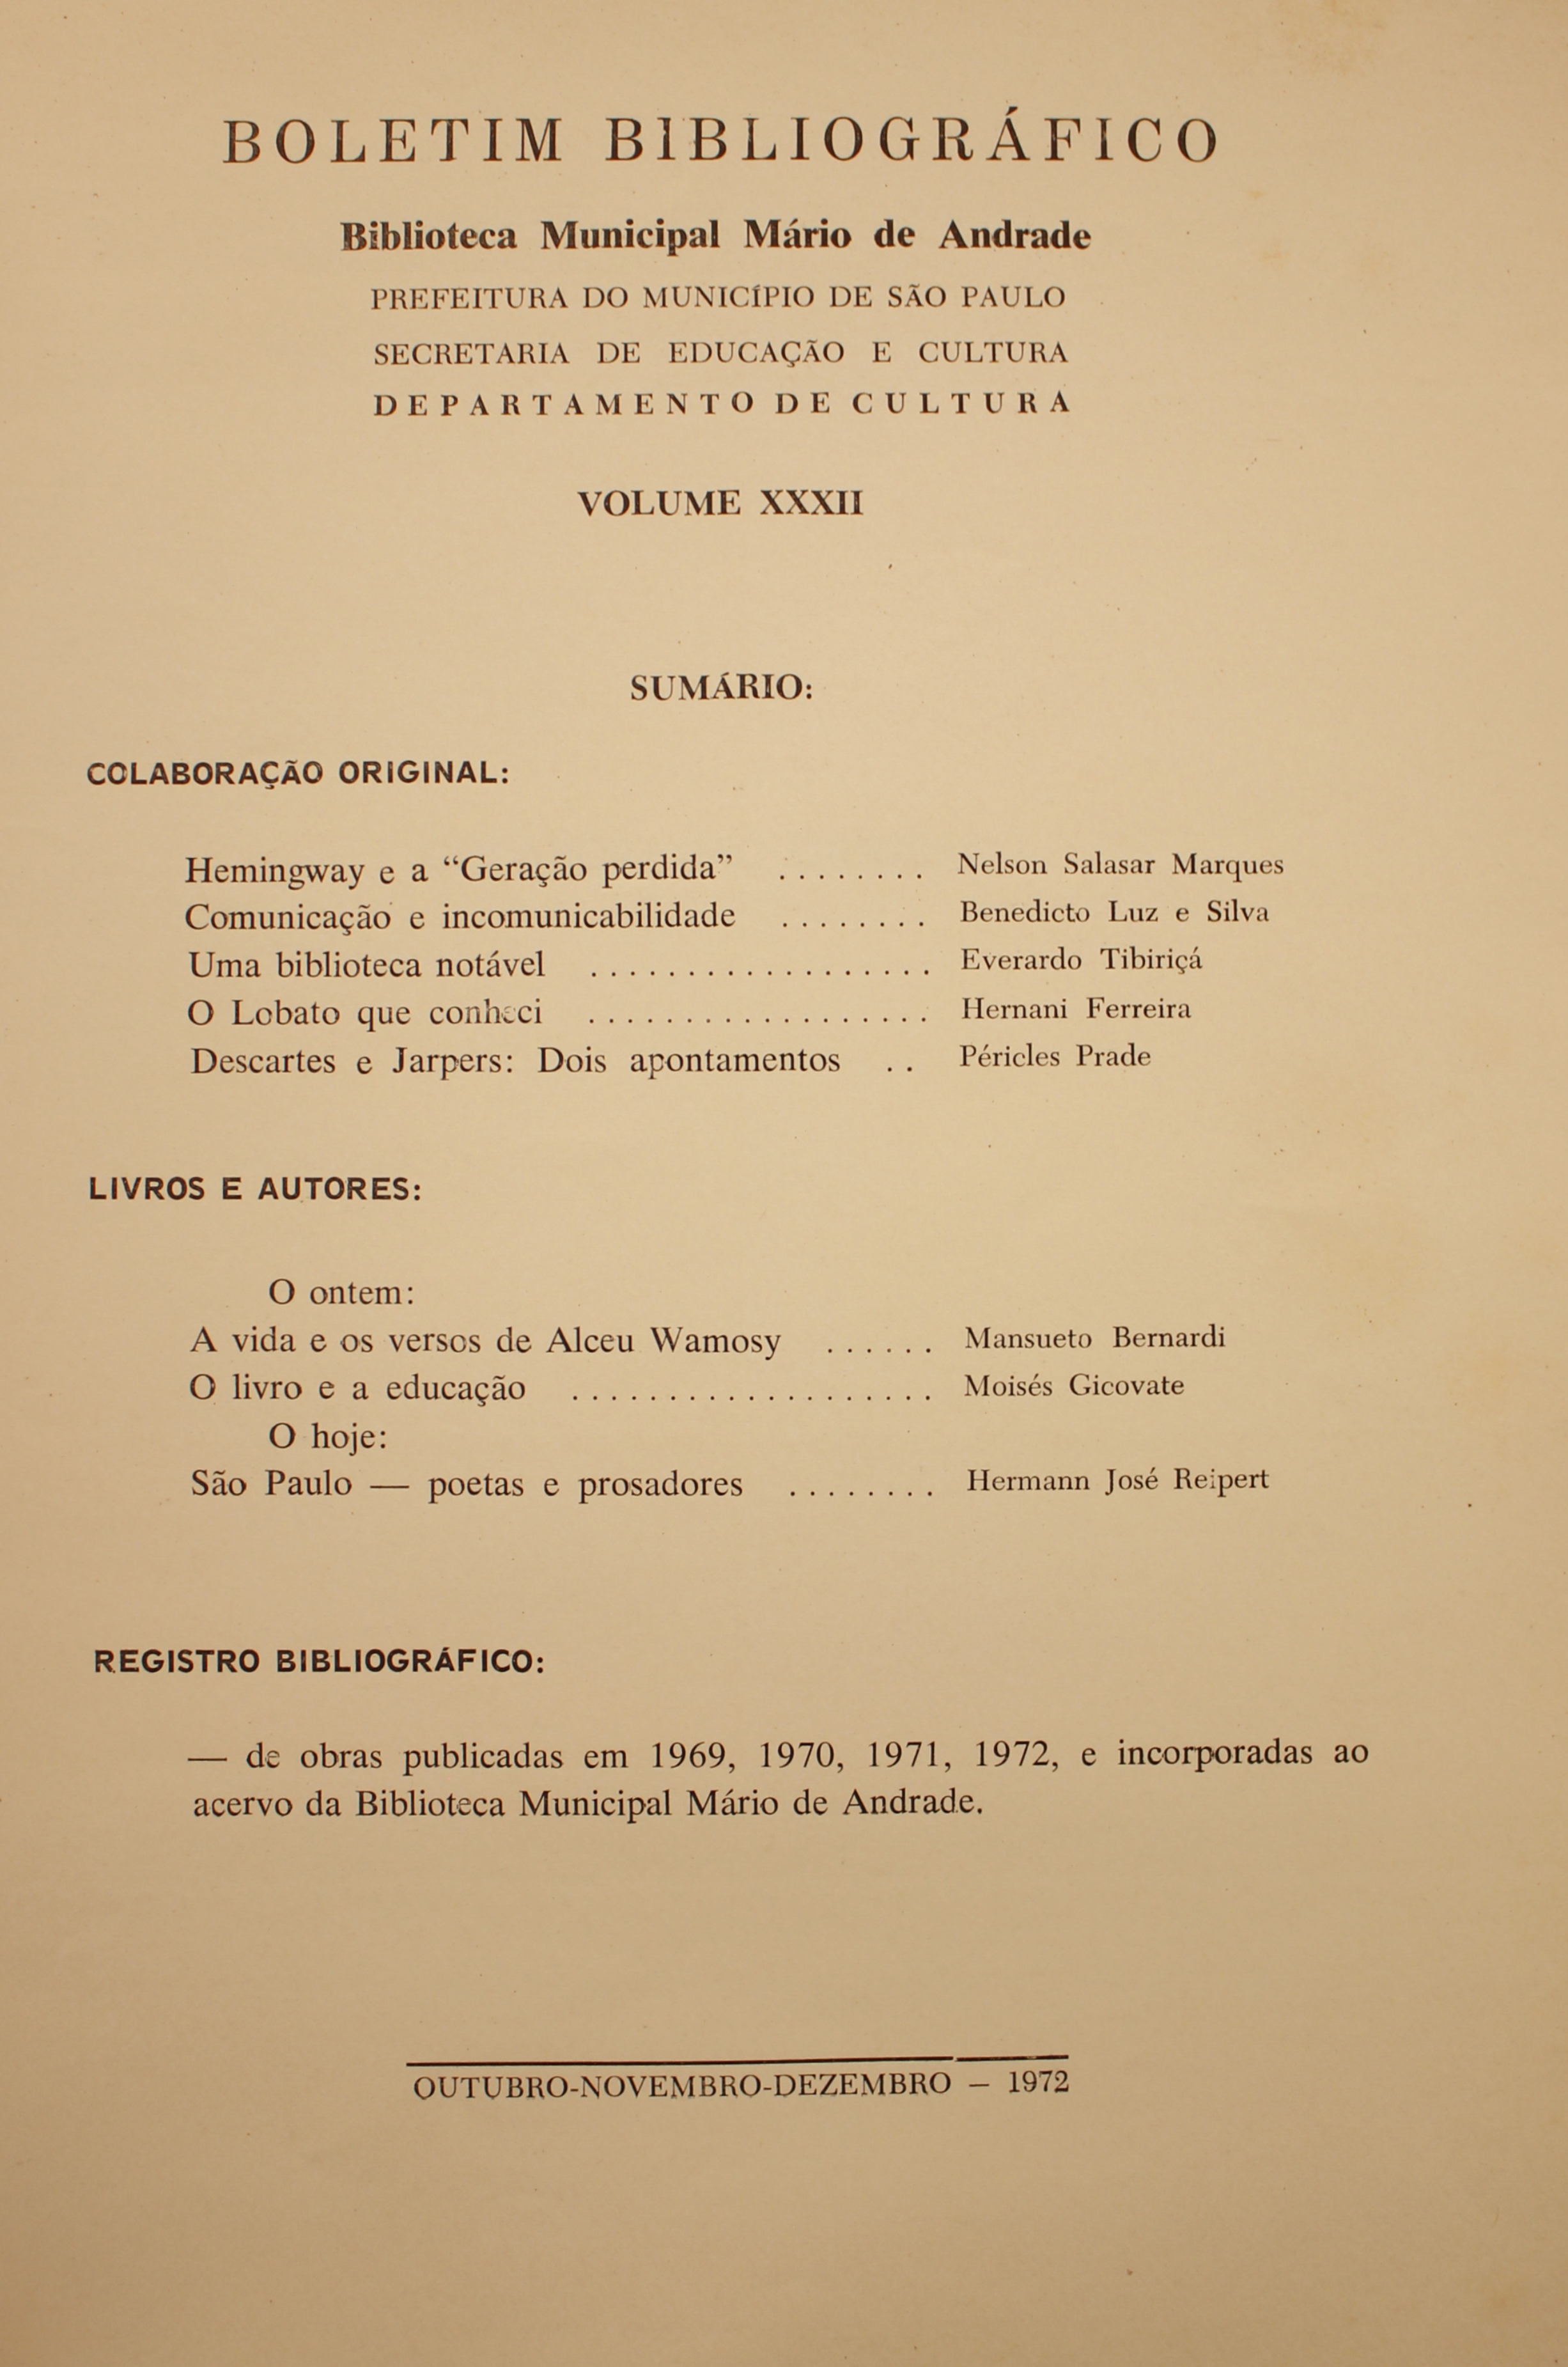 BOLETIM BIBLIOGRÁFICO
Biblioteca Municipal Mário de Andrade
PREFEITURA DO MUNICÍPIO DE SÃO PAULO
SECRETARIA DE EDUCAÇÃO E CULTURA
DEPARTAMENTO DE CULTURA
VOLUME XXXII
SUMÁRIO:
COLABORAÇÃO ORIGINAL:
Hemingway e a “Geração perdida” ........ Nelson Salasar Marques
Comunicação e incomunicabilidade ........ Benedicto Luz e Silva
Uma biblioteca notável .................. Everardo Tibiriçá
O Lobato que conheci .................. Hernani Ferreira
Descartes e Jarpers: Dois apontamentos .. Péricles Prade
LIVROS E AUTORES:
O ontem:
A vida e os versos de Alceu Wamosy ...... Mansueto Bernardi
O livro e a educação ................... Moisés Gicovate
O hoje:
São Paulo — poetas e prosadores ........ Hermann José Reipert
REGISTRO BIBLIOGRÁFICO:
— de obras publicadas em 1969, 1970, 1971, 1972, e incorporadas ao
acervo da Biblioteca Municipal Mário de Andrade.
OUTUBRO-NOVEMBRO-DEZEMBRO – 1972